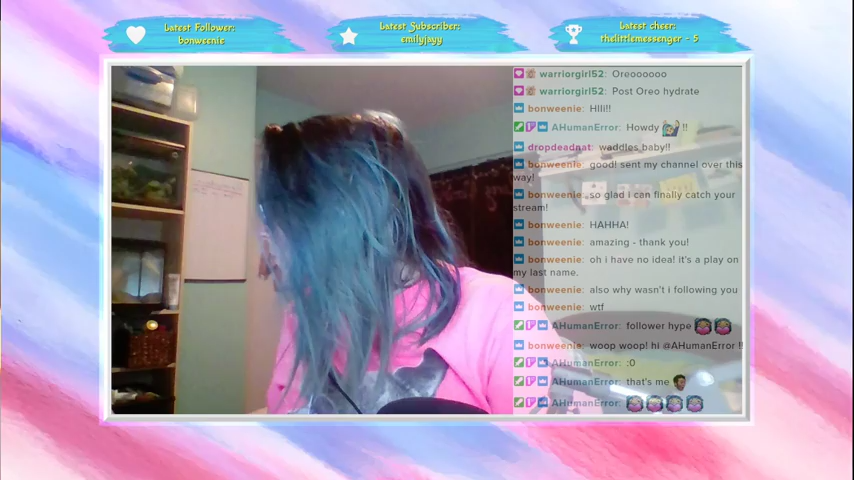 Latest Follower:
bonweenie
Latest Subscriber:
emilyjayy
Latest cheer:
thelittlemessenger - 5
warriorgirl52: Oreoooooo
warriorgirl52: Post Oreo hydrate
bonweenie: HIIi!!
AHumanError: Howdy !!
dropdeadnat: waddles baby!!
bonweenie: good! sent my channel over this
way!
bonweenie: so glad i can finally catch your
stream!
bonweenie: HAHHA!
bonweenie: amazing - thank you!
bonweenie: oh i have no idea! it's a play on
my last name.
bonweenie: also why wasn't i following you
bonweenie: wtf
AHumanError: follower hype
bonweenie: woop woop! hi @AHumanError !!
AHumanError: :O
AHumanError: that's me
AHumanError: